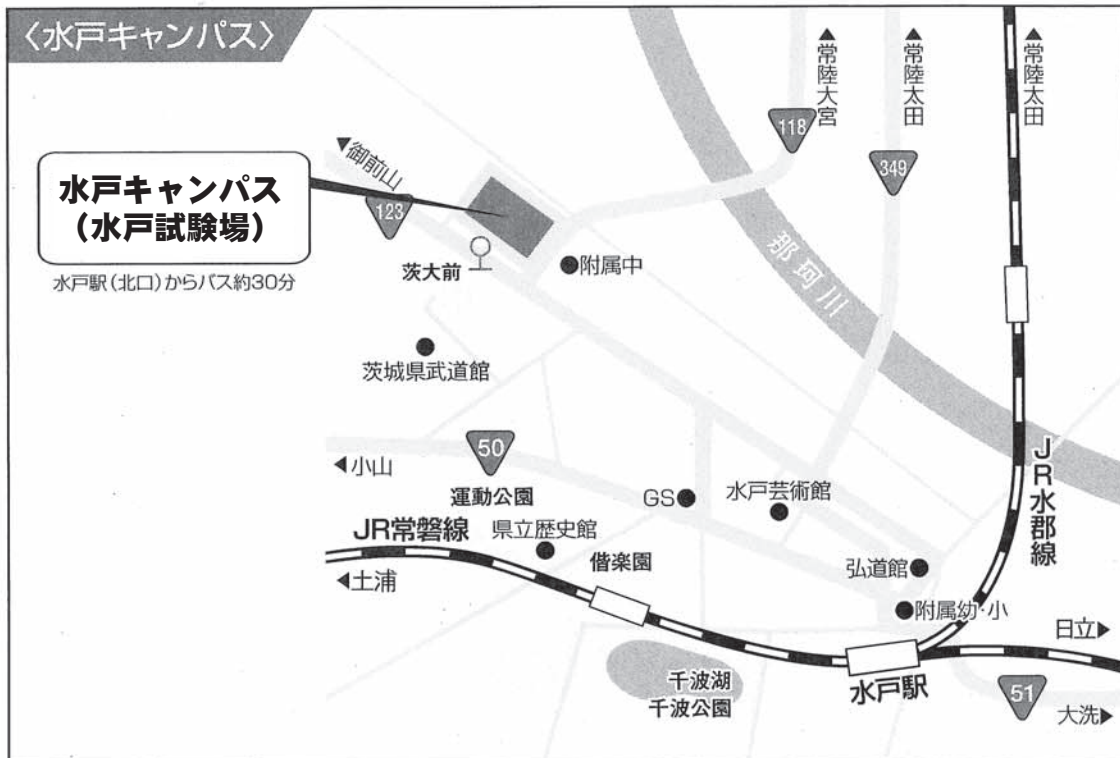 〈水戸キャンパス〉
▲常陸大宮
▲常陸太田
▲常陸太田
118
349
◀御前山
水戸キャンパス
(水戸試験場)
123
水戸駅(北口)からバス約30分
茨大前
●附属中
那珂川
茨城県武道館
50
◀小山
運動公園
GS●
水戸芸術館
JR水郡線
JR常磐線
県立歴史館
偕楽園
◀土浦
弘道館●
●附属幼・小
日立▶
千波湖
千波公園
水戸駅
51
大洗▶